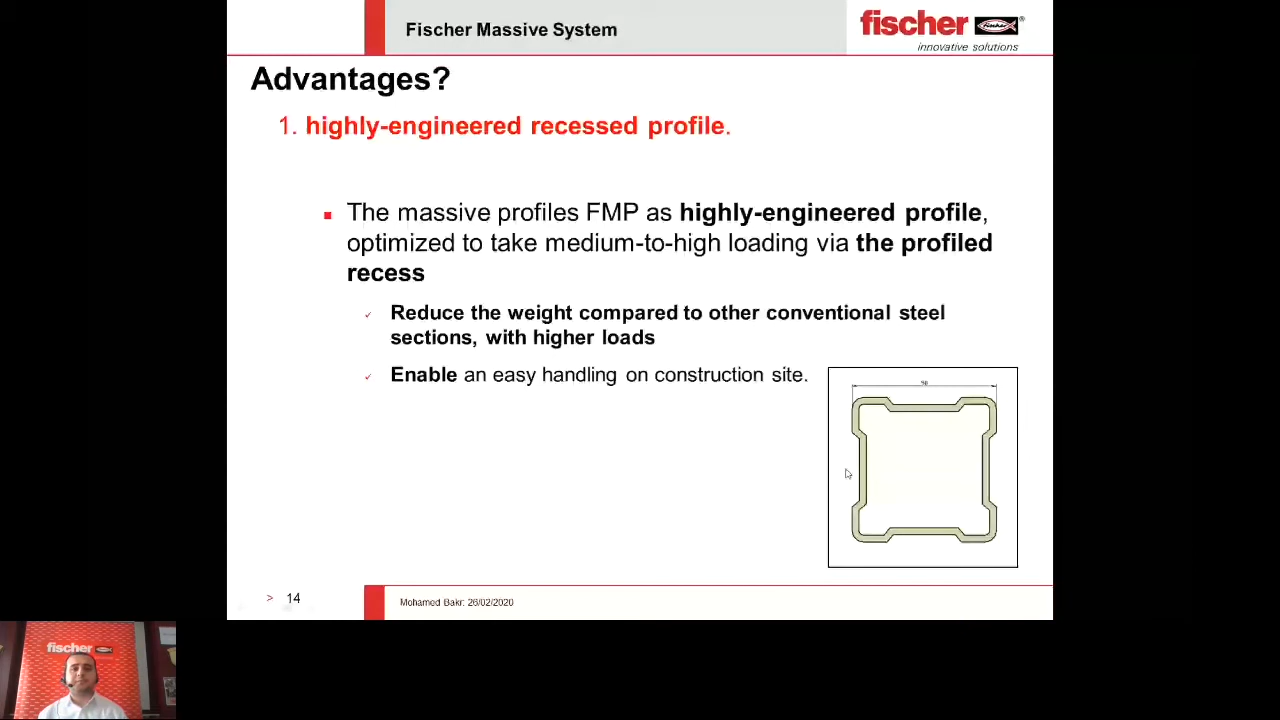 Fischer Massive System
fischer
innovative solutions
Advantages?
1. highly-engineered recessed profile.
The massive profiles FMP as highly-engineered profile,
optimized to take medium-to-high loading via the profiled
recess
Reduce the weight compared to other conventional steel
sections, with higher loads
Enable an easy handling on construction site.
> 14
Mohamed Bakr: 26/02/2020
fischer